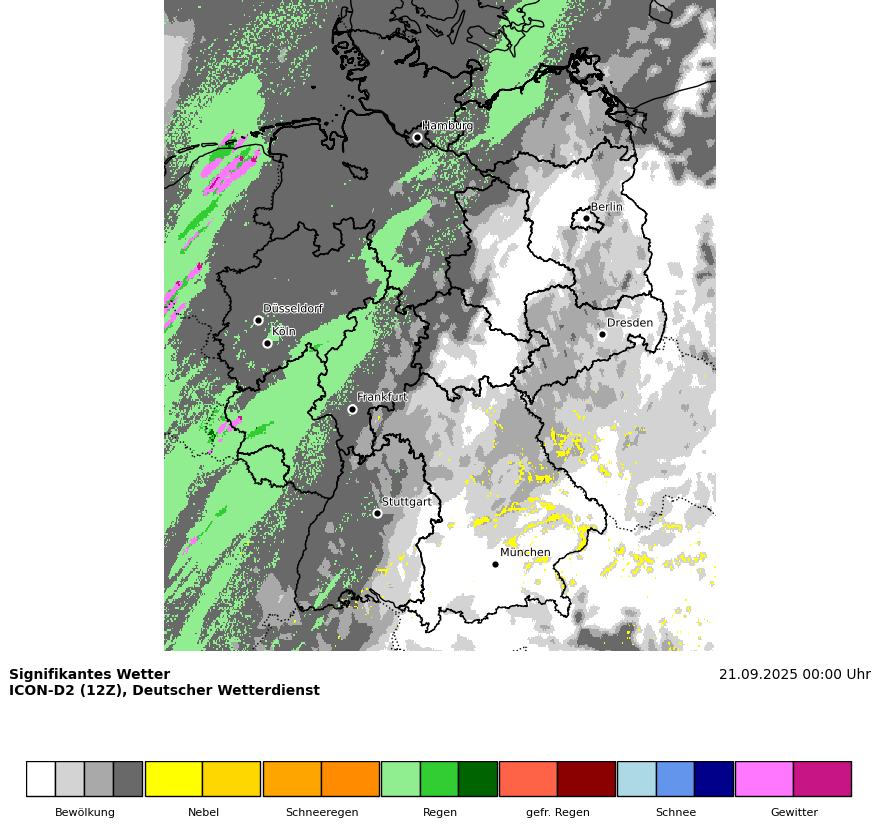 Hamburg
Berlin
Düsseldorf
Köln
Dresden
Frankfurt
Stuttgart
München
Signifikantes Wetter
21.09.2025 00:00 Uhr
ICON-D2 (12Z), Deutscher Wetterdienst
Bewölkung
Nebel
Schneeregen
Regen
gefr. Regen
Schnee
Gewitter